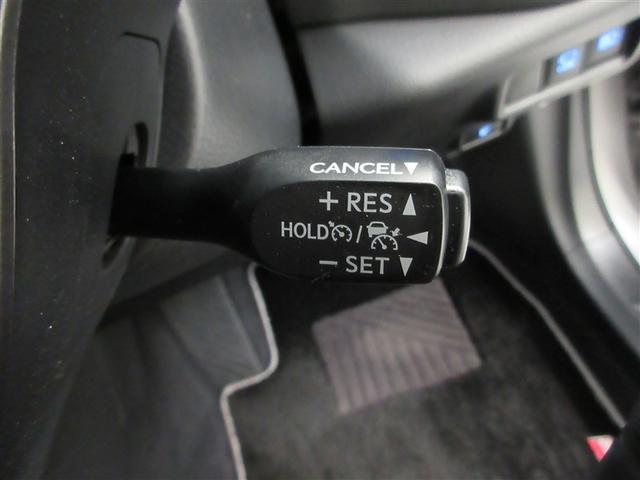 CANCEL▼
+ RES ▲
HOLD / ◀
− SET ▼